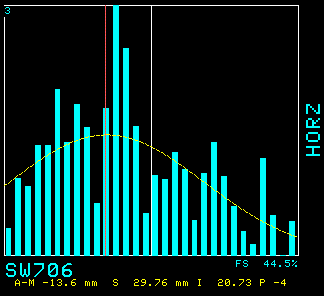 3
HORZ
FS 44.5%
SW706
A-M -13.6 mm S 29.76 mm I 20.73 P -4